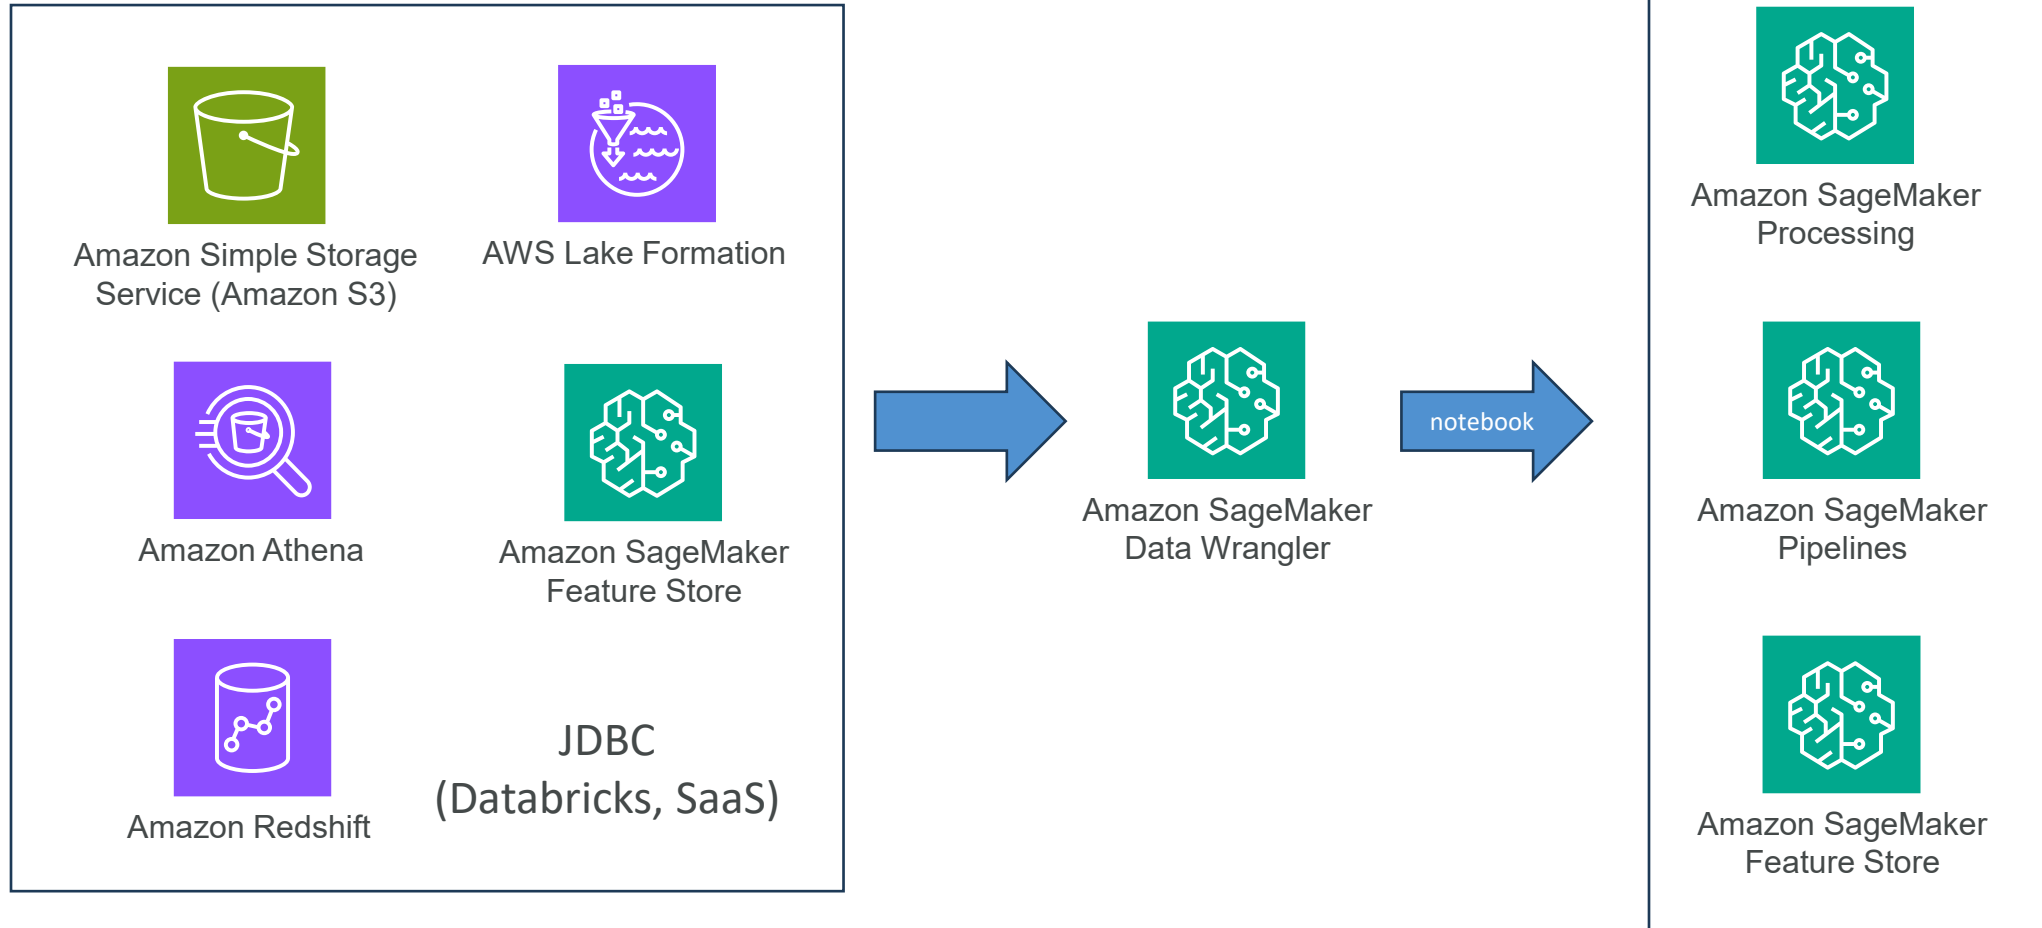 Amazon Simple Storage
Service (Amazon S3)
AWS Lake Formation
Amazon Athena
Amazon SageMaker
Feature Store
Amazon Redshift
JDBC
(Databricks, SaaS)
Amazon SageMaker
Data Wrangler
notebook
Amazon SageMaker
Processing
Amazon SageMaker
Pipelines
Amazon SageMaker
Feature Store